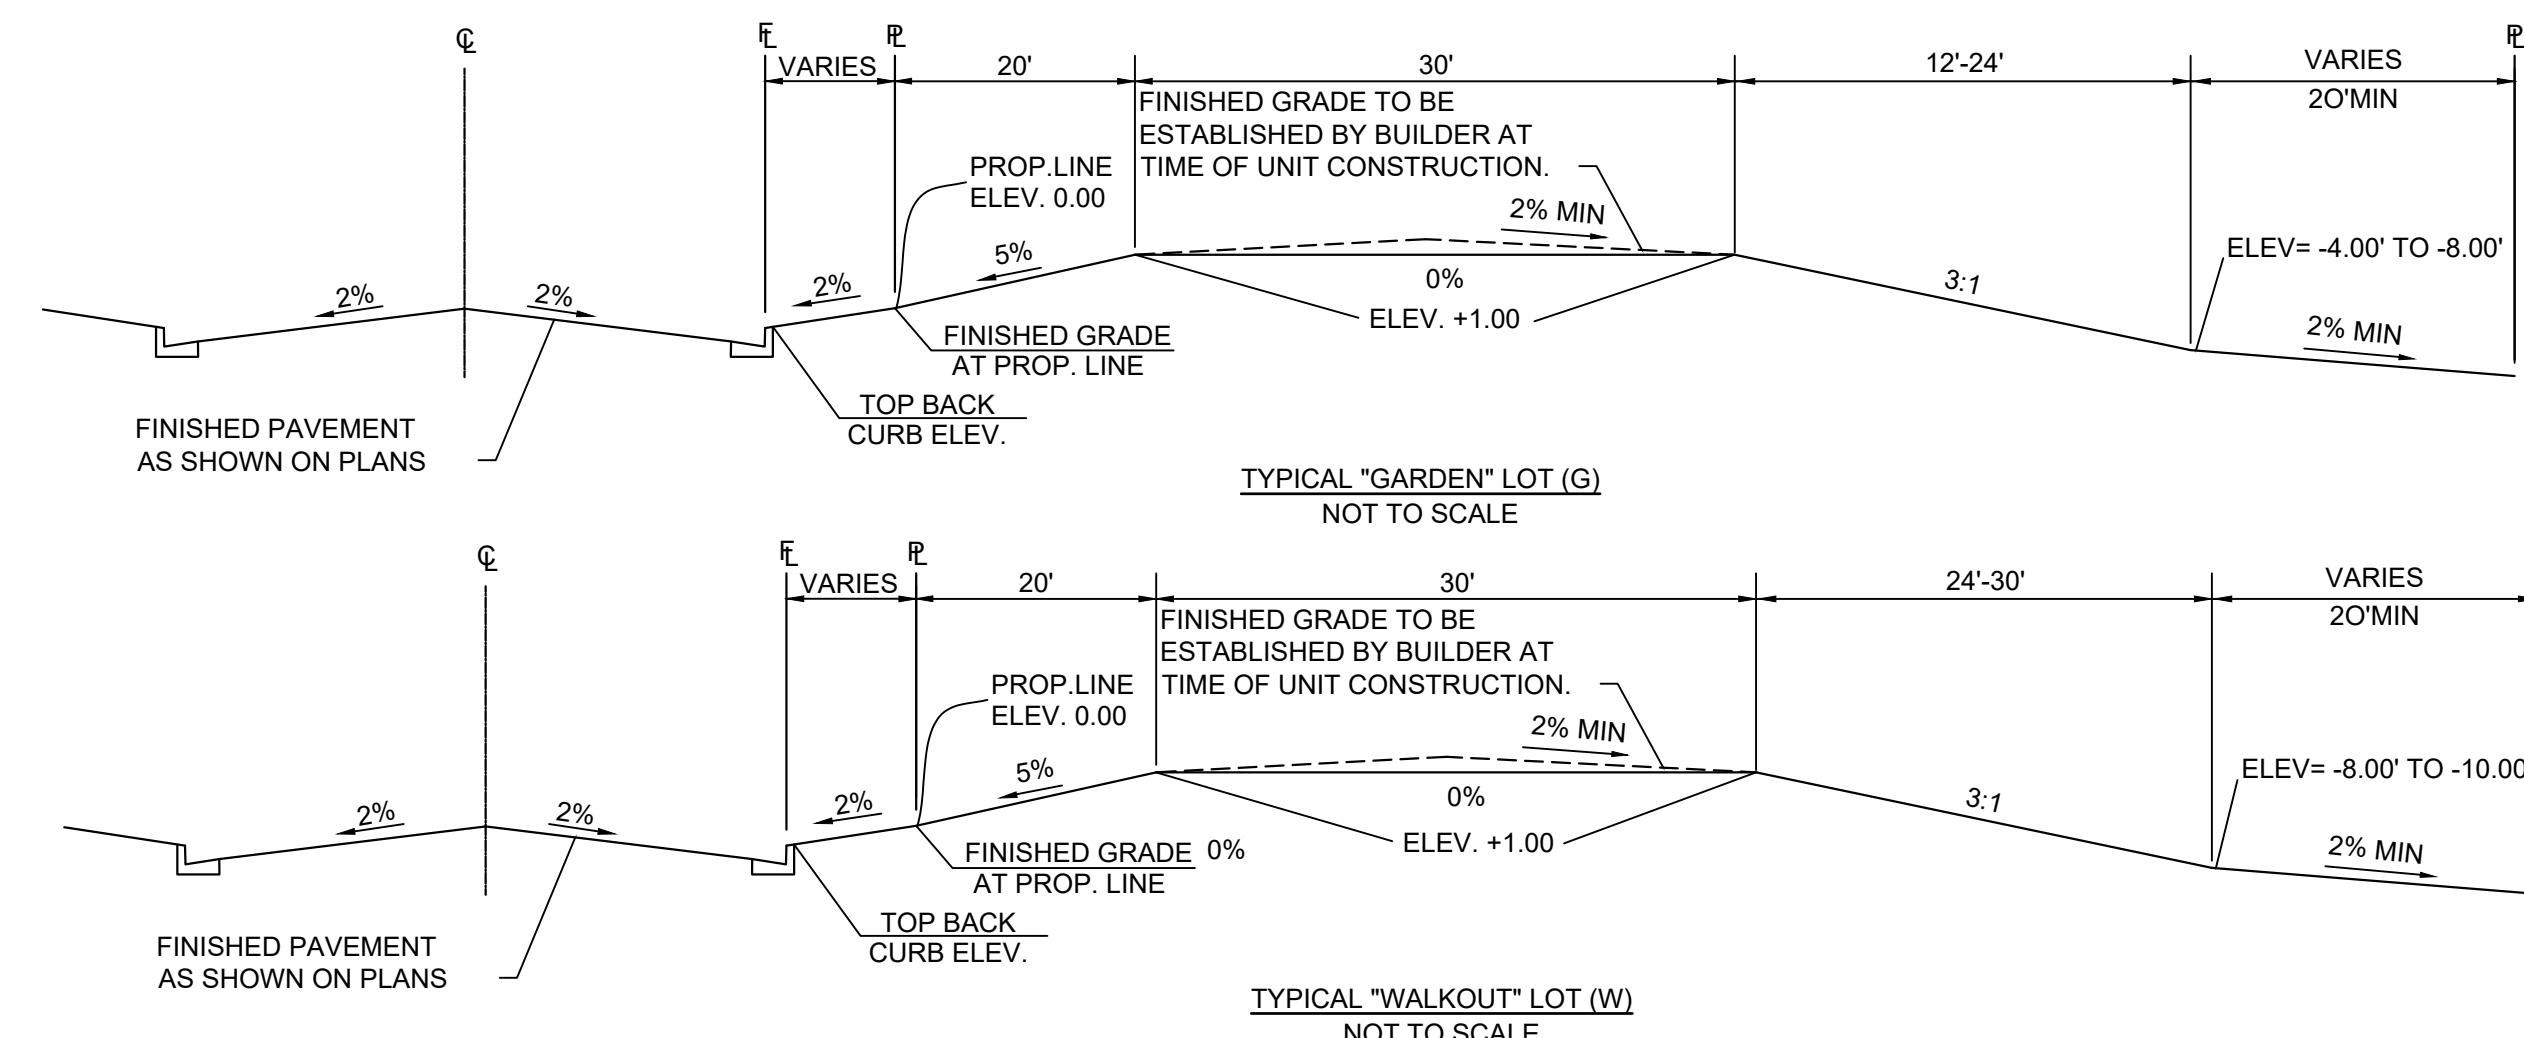 ℄ FL PL PL
VARIES 20' 30' 12'-24' VARIES
2O'MIN
FINISHED GRADE TO BE
ESTABLISHED BY BUILDER AT
TIME OF UNIT CONSTRUCTION.
PROP.LINE
ELEV. 0.00
2% MIN
5%
ELEV= -4.00' TO -8.00'
2% 2% 2%
0%
3:1
ELEV. +1.00
2% MIN
FINISHED GRADE
AT PROP. LINE
TOP BACK
CURB ELEV.
FINISHED PAVEMENT
AS SHOWN ON PLANS
TYPICAL "GARDEN" LOT (G)
NOT TO SCALE
℄ FL PL
VARIES 20' 30' 24'-30' VARIES
2O'MIN
FINISHED GRADE TO BE
ESTABLISHED BY BUILDER AT
TIME OF UNIT CONSTRUCTION.
PROP.LINE
ELEV. 0.00
2% MIN
5%
ELEV= -8.00' TO -10.00
2% 2% 2%
0%
3:1
ELEV. +1.00
2% MIN
FINISHED GRADE 0%
AT PROP. LINE
TOP BACK
CURB ELEV.
FINISHED PAVEMENT
AS SHOWN ON PLANS
TYPICAL "WALKOUT" LOT (W)
NOT TO SCALE